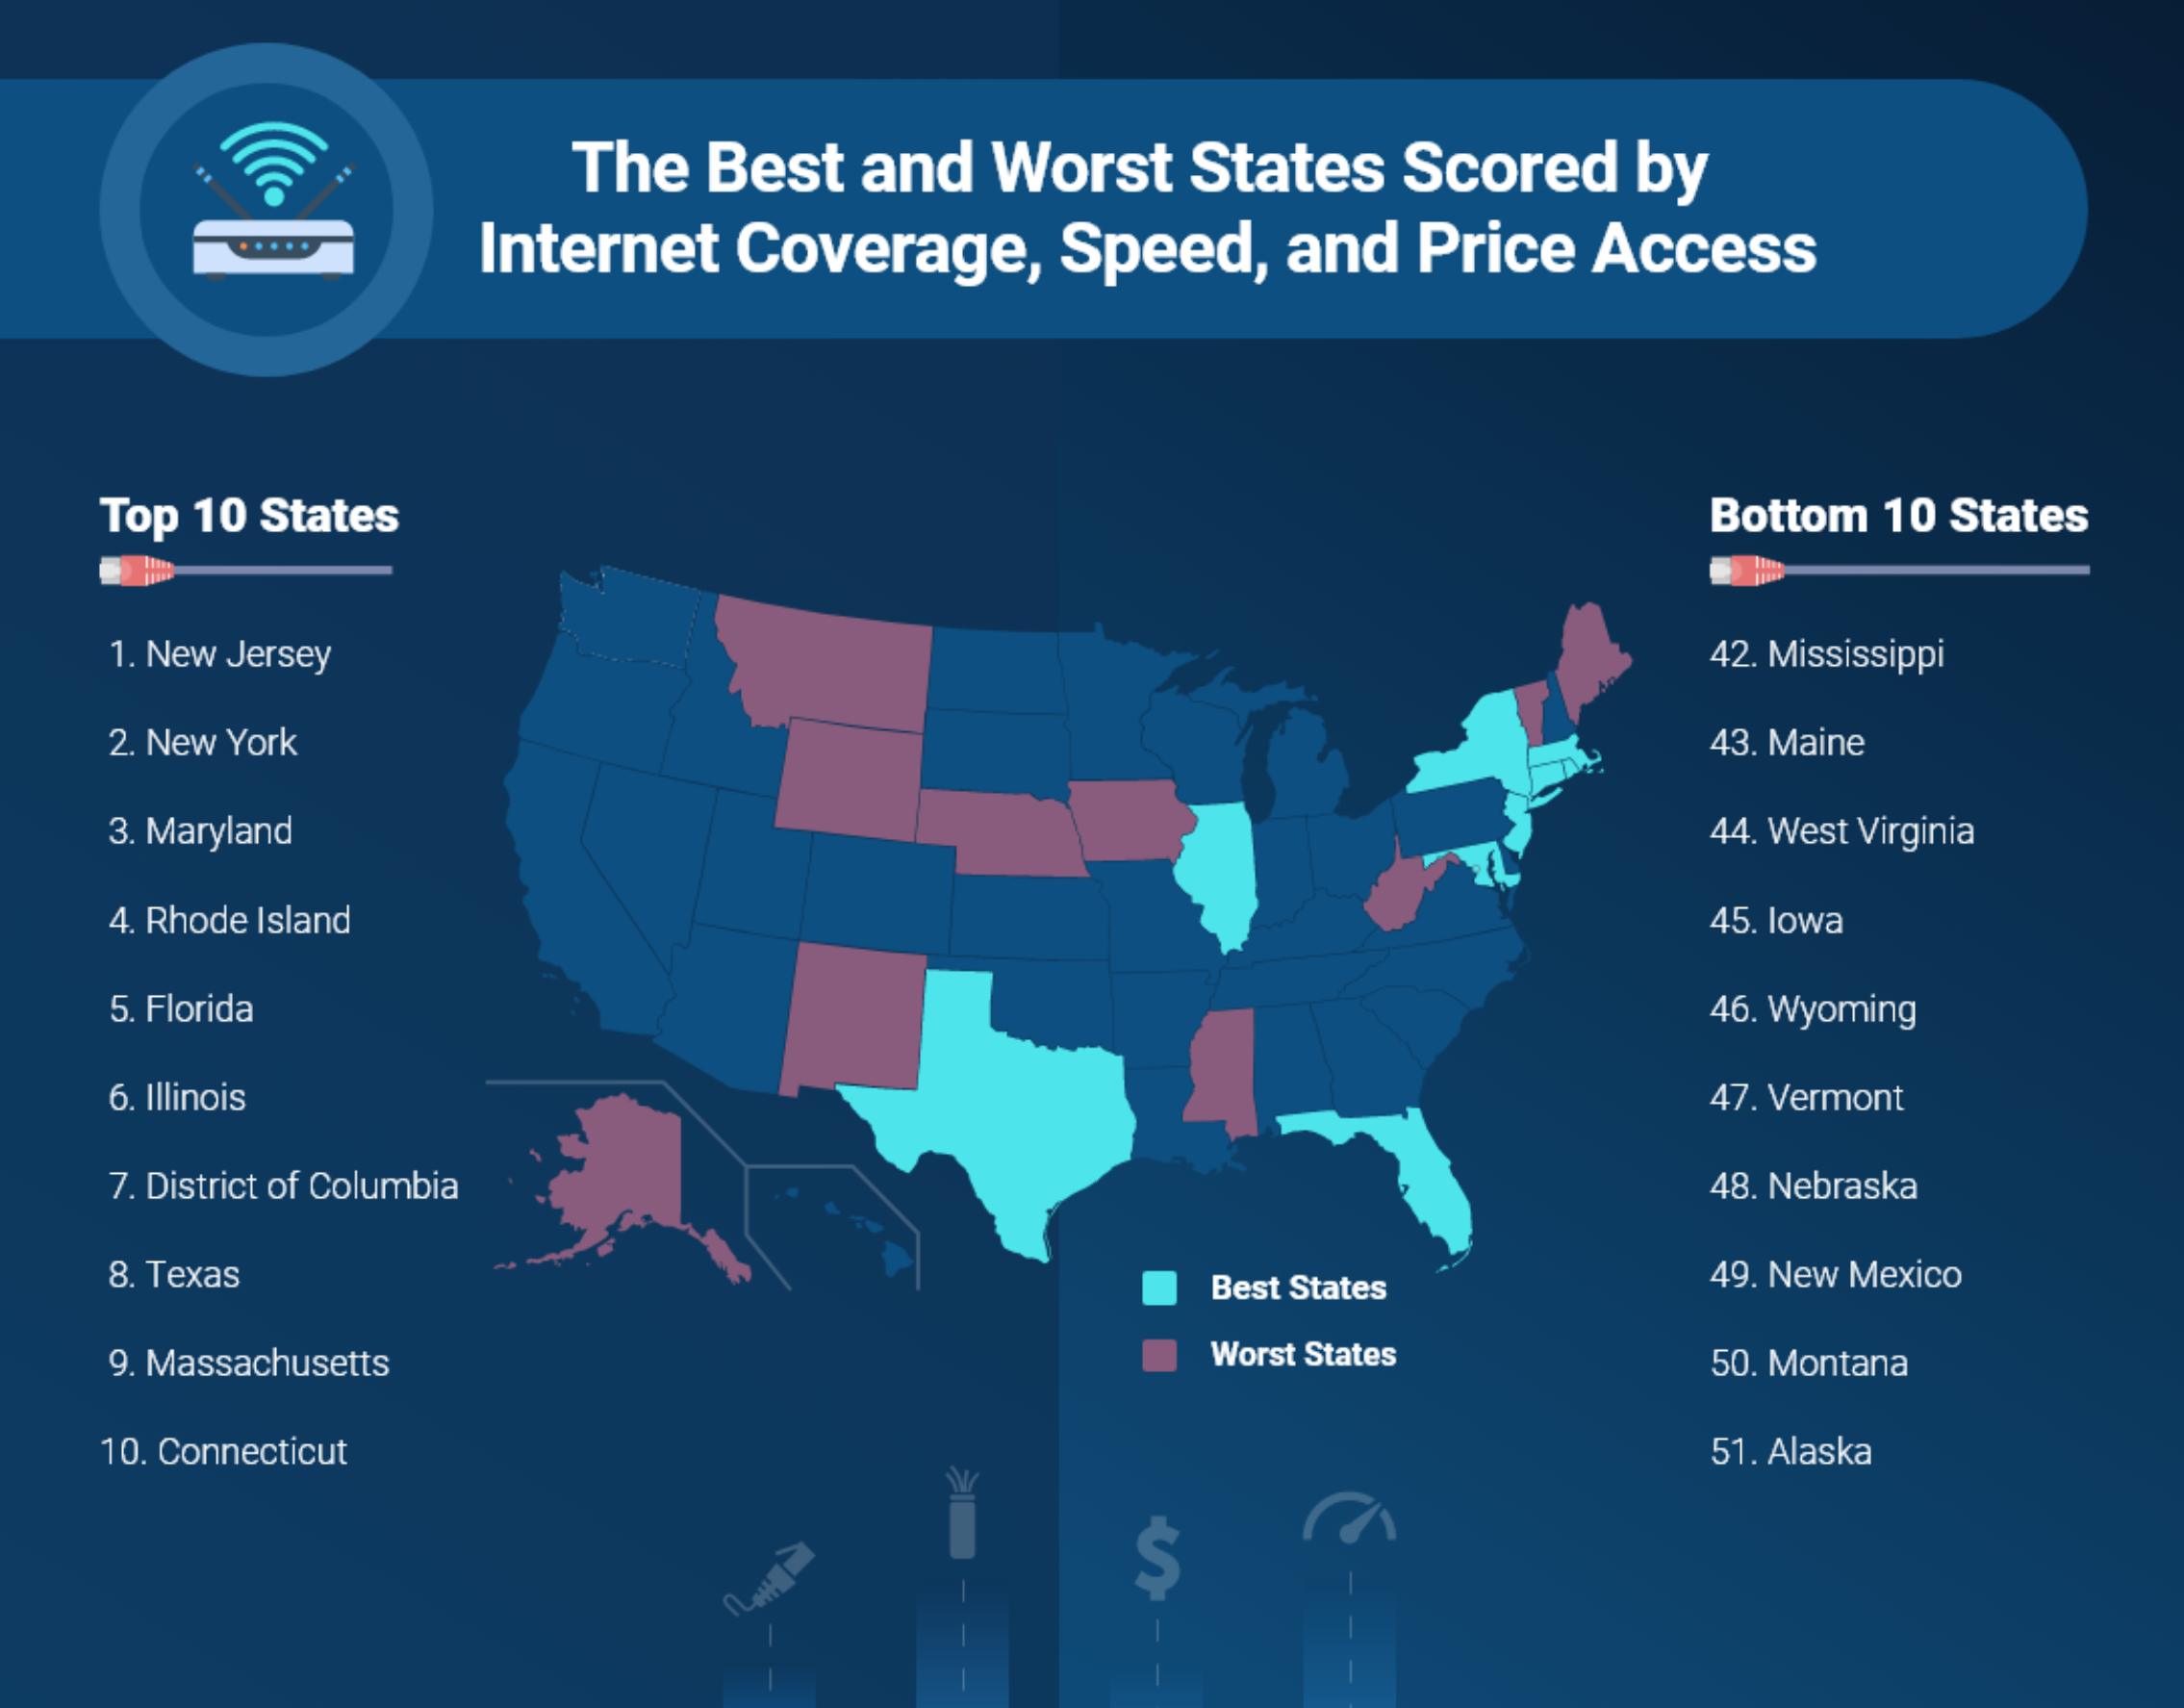 The Best and Worst States Scored by
Internet Coverage, Speed, and Price Access
Top 10 States
1. New Jersey
2. New York
3. Maryland
4. Rhode Island
5. Florida
6. Illinois
7. District of Columbia
8. Texas
9. Massachusetts
10. Connecticut
Best States
Worst States
Bottom 10 States
42. Mississippi
43. Maine
44. West Virginia
45. Iowa
46. Wyoming
47. Vermont
48. Nebraska
49. New Mexico
50. Montana
51. Alaska
$